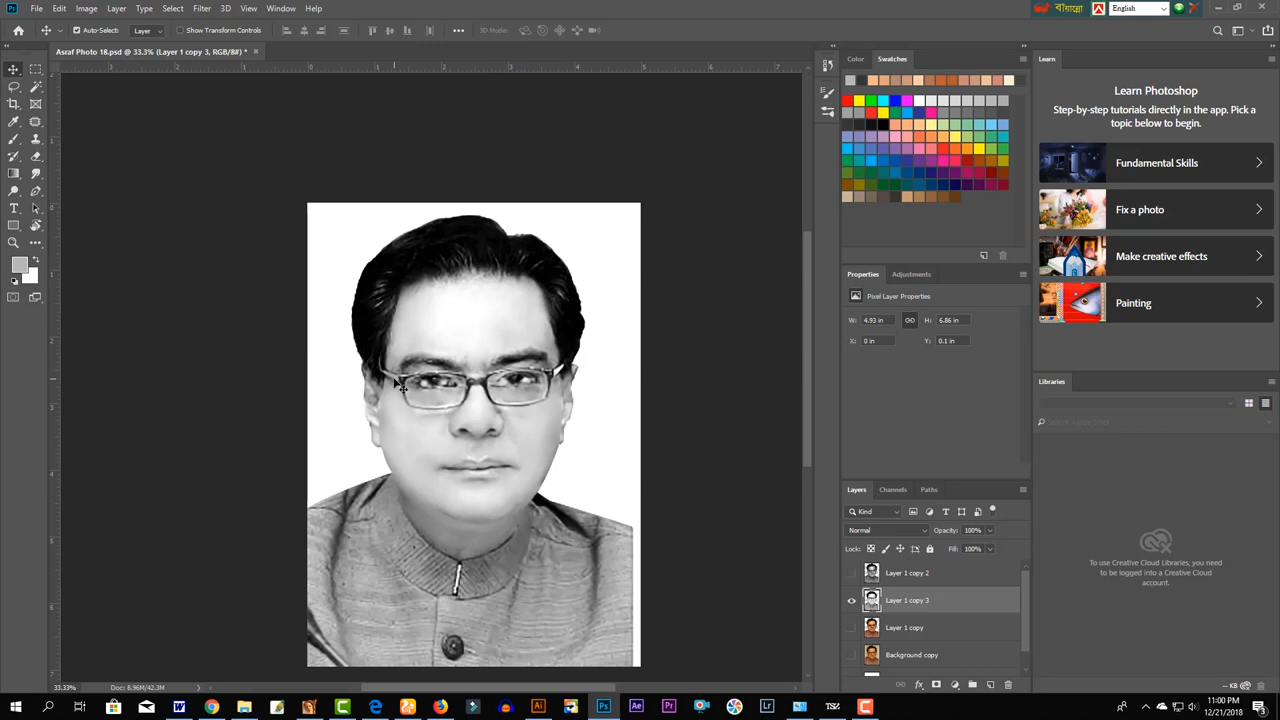 File Edit Image Layer Type Select Filter 3D View Window Help
বায়ান্নো English
Auto-Select: Layer Show Transform Controls 3D Mode:
Asraf Photo 18.psd @ 33.3% (Layer 1 copy 3, RGB/8#) * ×
Color Swatches
Learn
Learn Photoshop
Step-by-step tutorials directly in the app. Pick a
topic below to begin.
Fundamental Skills
Fix a photo
Make creative effects
Painting
Properties Adjustments
Pixel Layer Properties
W: 4.93 in H: 6.86 in
X: 0 in Y: 0.1 in
Libraries
Search Adobe Stock
To use Creative Cloud Libraries, you
need to be logged into a Creative Cloud
account.
-- KB
Layers Channels Paths
Kind
Normal Opacity: 100%
Lock: Fill: 100%
Layer 1 copy 2
Layer 1 copy 3
Layer 1 copy
Background copy
33.33% Doc: 8.96M/42.3M
11:00 PM
12/21/2018